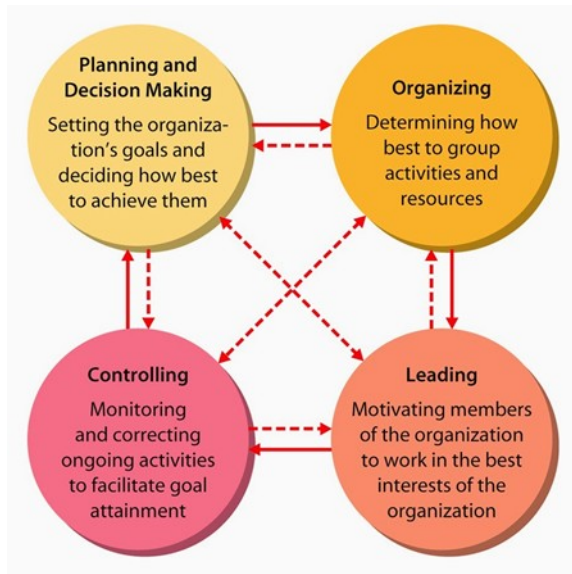 Planning and
Decision Making
Setting the organiza-
tion's goals and
deciding how best
to achieve them
Organizing
Determining how
best to group
activities and
resources
Controlling
Monitoring
and correcting
ongoing activities
to facilitate goal
attainment
Leading
Motivating members
of the organization
to work in the best
interests of the
organization